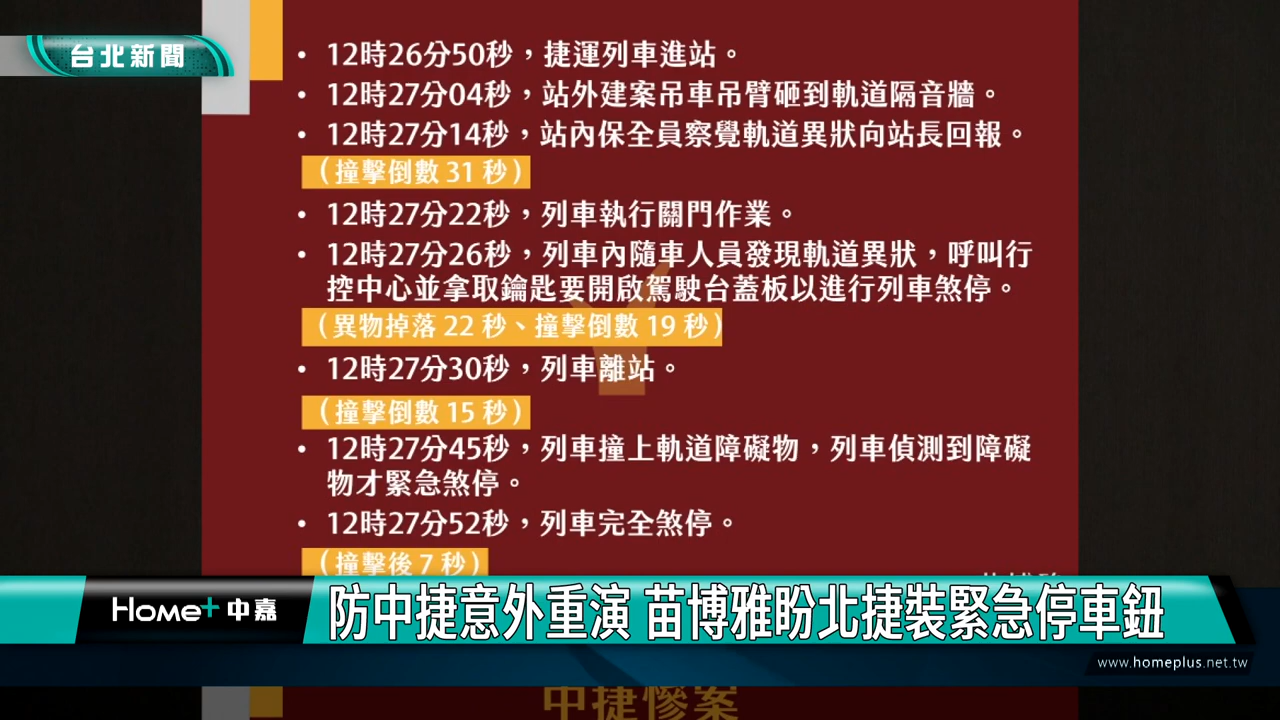 台北新聞
• 12時26分50秒，捷運列車進站。
• 12時27分04秒，站外建案吊車吊臂砸到軌道隔音牆。
• 12時27分14秒，站內保全員察覺軌道異狀向站長回報。
（撞擊倒數 31 秒）
• 12時27分22秒，列車執行關門作業。
• 12時27分26秒，列車內隨車人員發現軌道異狀，呼叫行
控中心並拿取鑰匙要開啟駕駛台蓋板以進行列車煞停。
（異物掉落 22 秒、撞擊倒數 19 秒）
• 12時27分30秒，列車離站。
（撞擊倒數 15 秒）
• 12時27分45秒，列車撞上軌道障礙物，列車偵測到障礙
物才緊急煞停。
• 12時27分52秒，列車完全煞停。
（撞擊後 7 秒）
Home+ 中嘉
防中捷意外重演 苗博雅盼北捷裝緊急停車鈕
www.homeplus.net.tw
中捷慘案